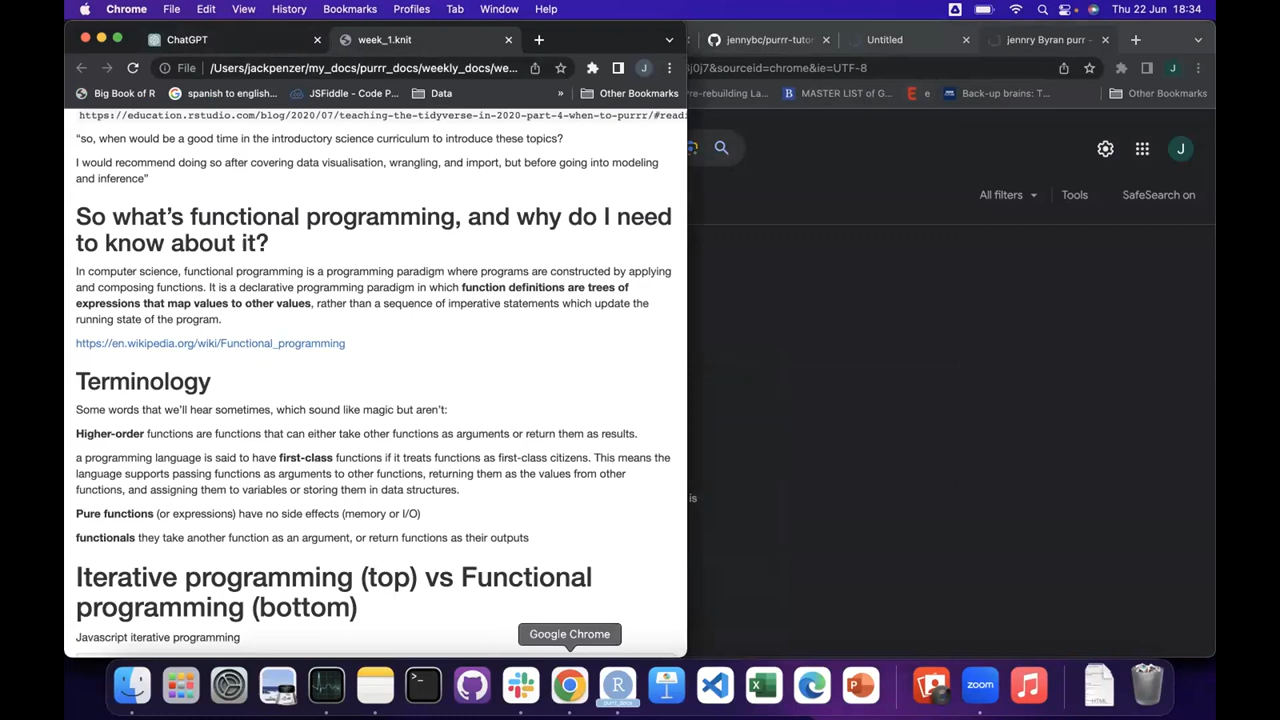 Chrome File Edit View History Bookmarks Profiles Tab Window Help Thu 22 Jun 18:34
ChatGPT week_1.knit
jennybc/purrr-tutor Untitled jennry Byran purrr -
File /Users/jackpenzer/my_docs/purrr_docs/weekly_docs/we... J
6j0j7&sourceid=chrome&ie=UTF-8 J
Big Book of R spanish to english... JSFiddle - Code P... Data » Other Bookmarks
re-rebuilding La... MASTER LIST of G... e Back-up brains: T... Other Bookmarks
https://education.rstudio.com/blog/2020/07/teaching-the-tidyverse-in-2020-part-4-when-to-purrr/#readi
“so, when would be a good time in the introductory science curriculum to introduce these topics?
I would recommend doing so after covering data visualisation, wrangling, and import, but before going into modeling
and inference”
So what’s functional programming, and why do I need
to know about it?
In computer science, functional programming is a programming paradigm where programs are constructed by applying
and composing functions. It is a declarative programming paradigm in which function definitions are trees of
expressions that map values to other values, rather than a sequence of imperative statements which update the
running state of the program.
https://en.wikipedia.org/wiki/Functional_programming
Terminology
Some words that we’ll hear sometimes, which sound like magic but aren’t:
Higher-order functions are functions that can either take other functions as arguments or return them as results.
a programming language is said to have first-class functions if it treats functions as first-class citizens. This means the
language supports passing functions as arguments to other functions, returning them as the values from other
functions, and assigning them to variables or storing them in data structures.
Pure functions (or expressions) have no side effects (memory or I/O)
functionals they take another function as an argument, or return functions as their outputs
Iterative programming (top) vs Functional
programming (bottom)
Javascript iterative programming
J
All filters Tools SafeSearch on
ís
Google Chrome
R
purrr_docs
zoom
HTML